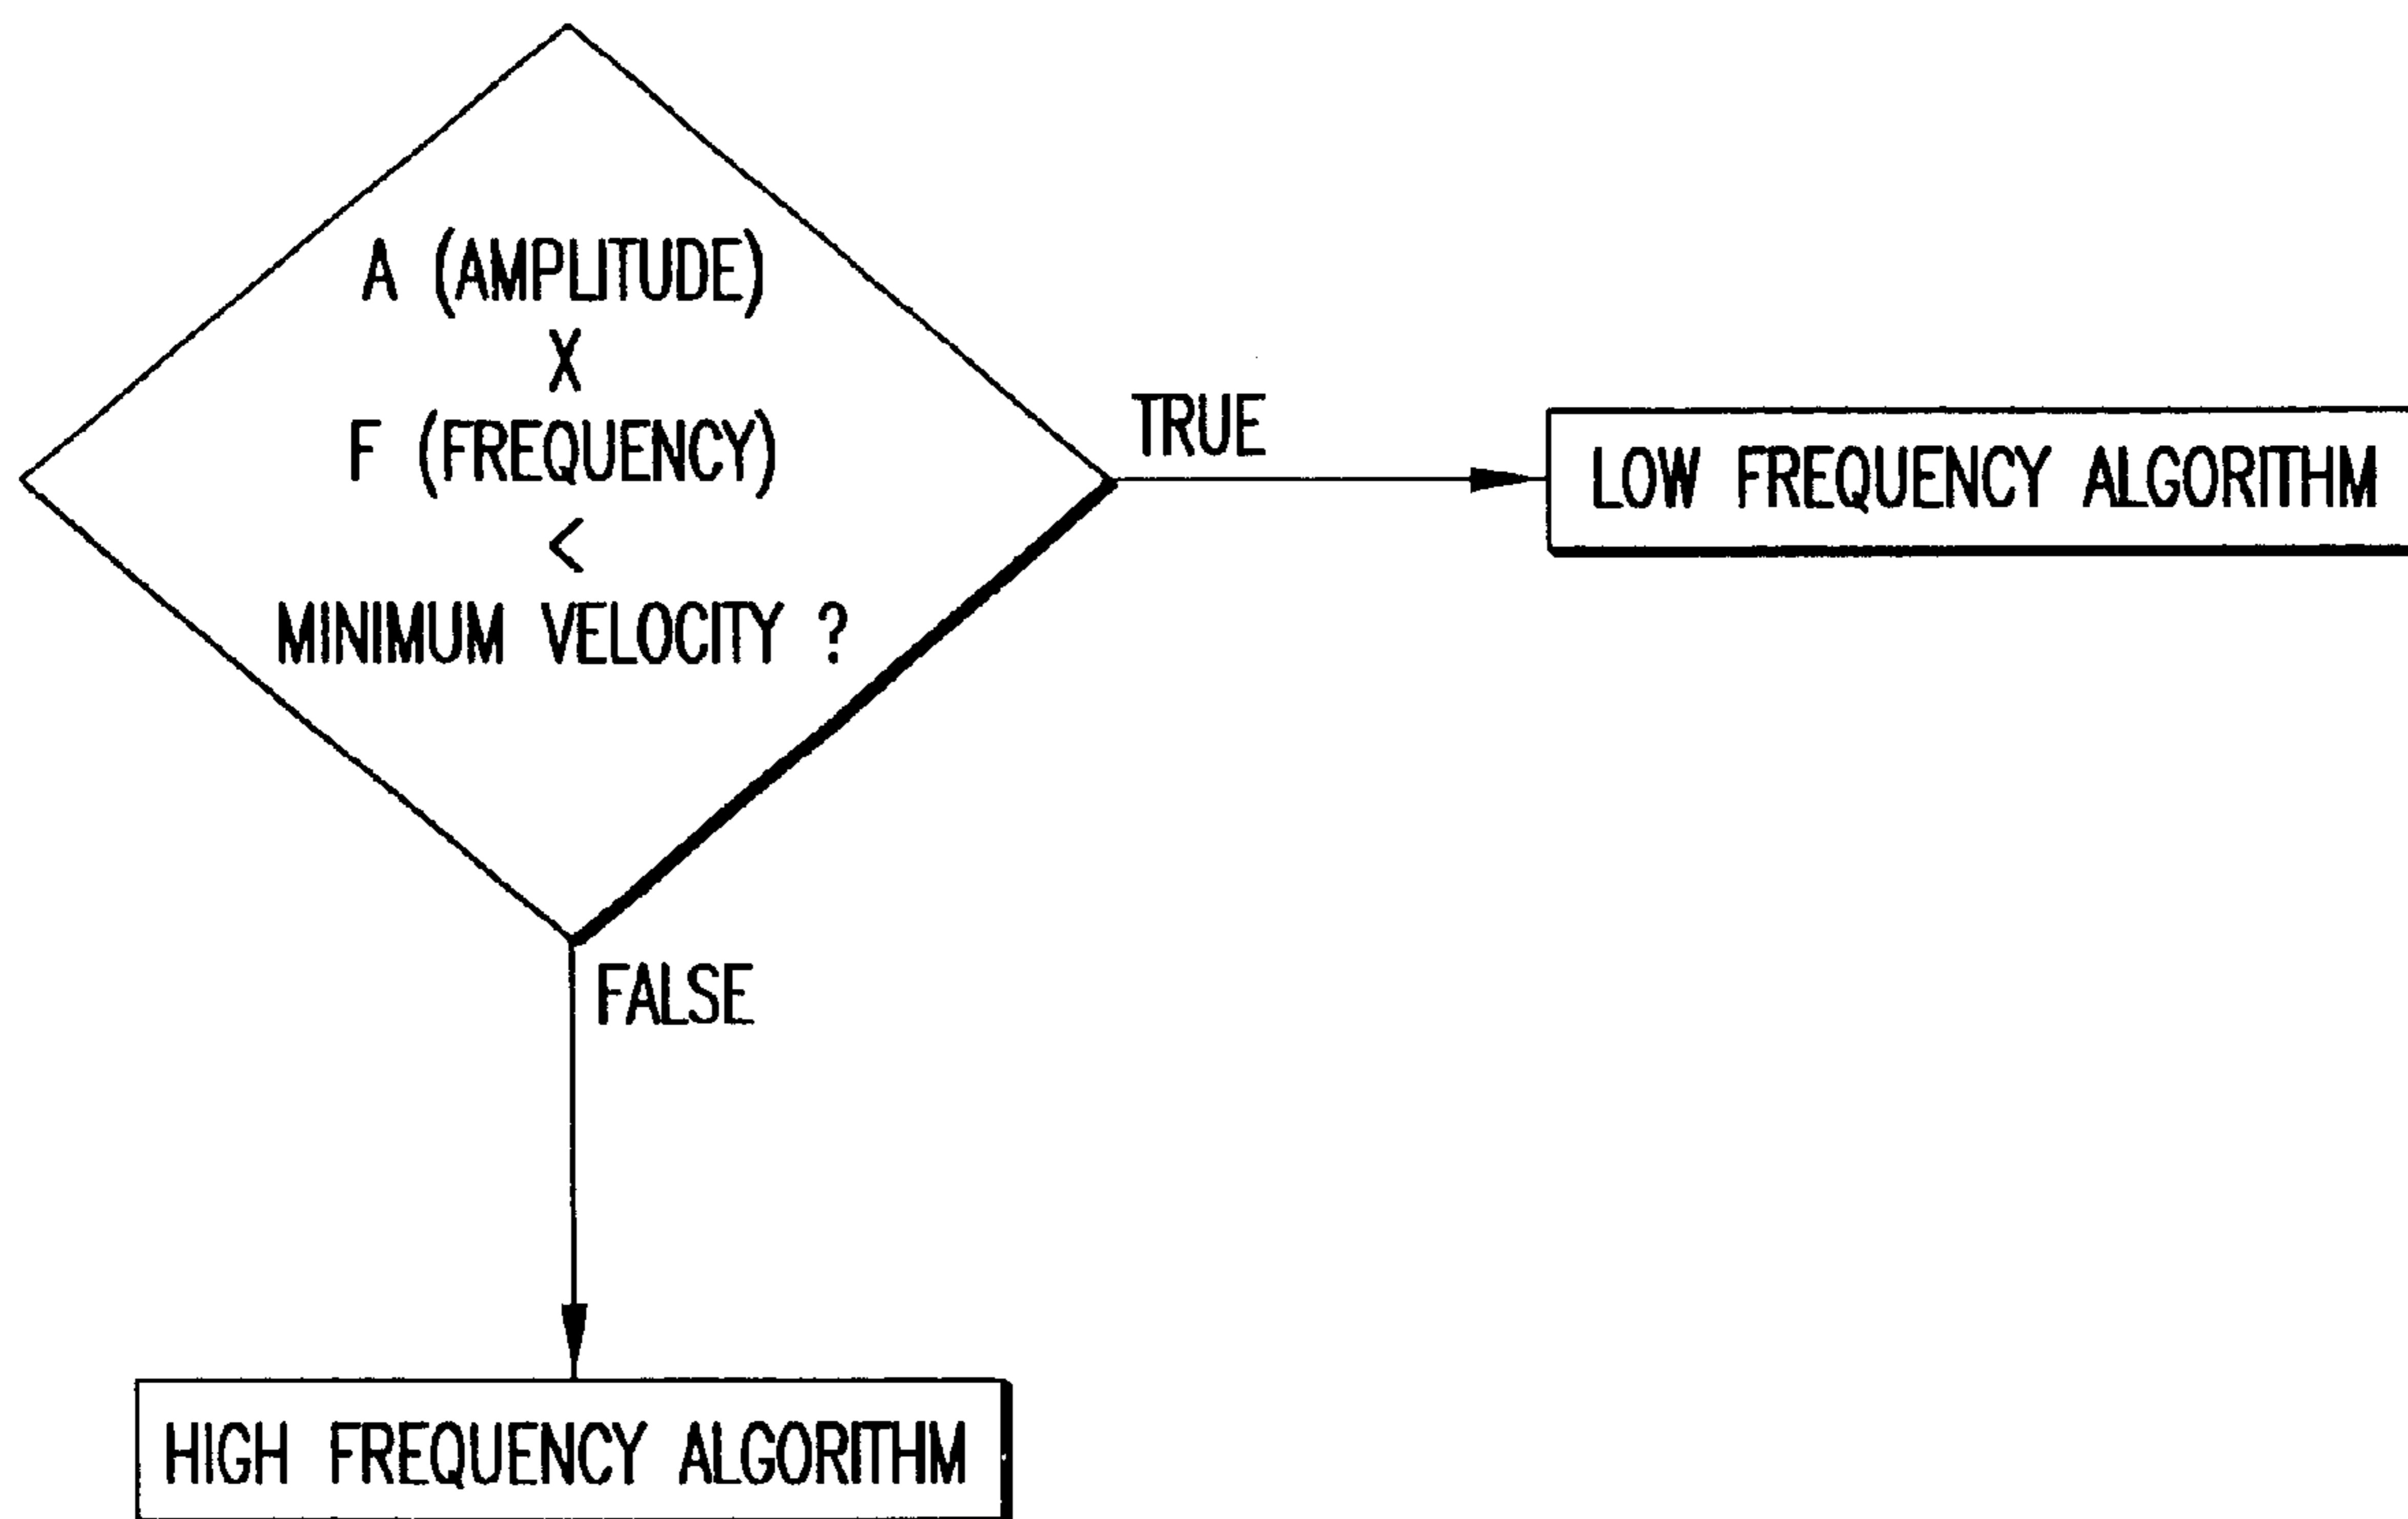 A (AMPLITUDE)
X
F (FREQUENCY)
<
MINIMUM VELOCITY ?
TRUE
LOW FREQUENCY ALGORITHM
FALSE
HIGH FREQUENCY ALGORITHM